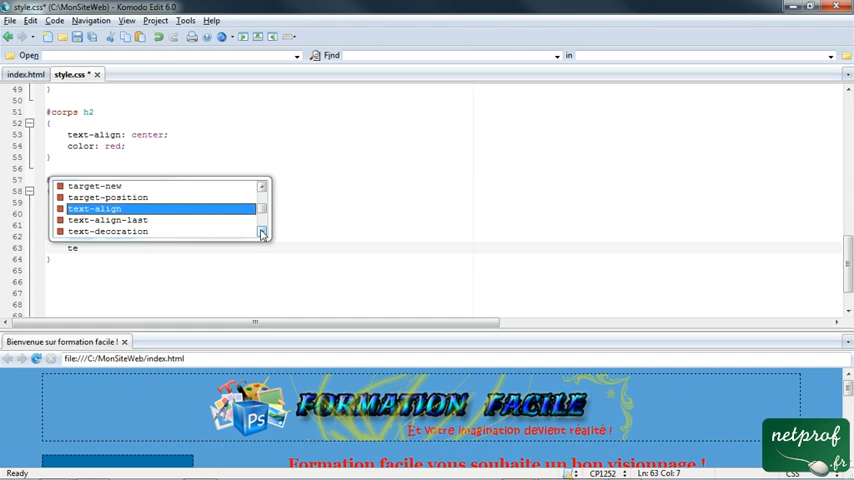 style.css* (C:\MonSiteWeb) - Komodo Edit 6.0
File Edit Code Navigation View Project Tools Help
Open Find in
index.html style.css *
49 }
50
51 #corps h2
52 {
53 text-align: center;
54 color: red;
55 }
56
57 #
58
59
60
61
62
63 te
64 }
65
66
67
68
69
target-new
target-position
text-align
text-align-last
text-decoration
Bienvenue sur formation facile !
file:///C:/MonSiteWeb/index.html
Ps FORMATION FACILE
Et votre imagination devient réalité !
Formation facile vous souhaite un bon visionnage !
netprof
.fr
Ready CP1252 Ln: 63 Col: 7 CSS